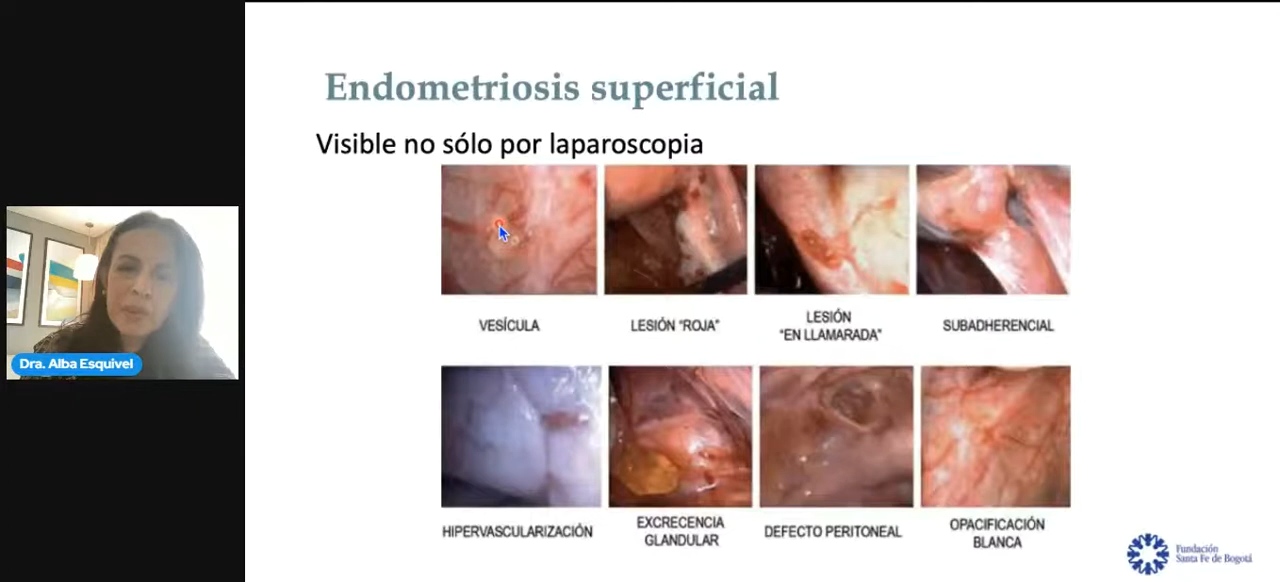 Endometriosis superficial
Visible no sólo por laparoscopia
VESÍCULA
LESIÓN “ROJA”
LESIÓN
“EN LLAMARADA”
SUBADHERENCIAL
HIPERVASCULARIZACIÓN
EXCRECENCIA
GLANDULAR
DEFECTO PERITONEAL
OPACIFICACIÓN
BLANCA
Dra. Alba Esquivel
Fundación
Santa Fe de Bogotá